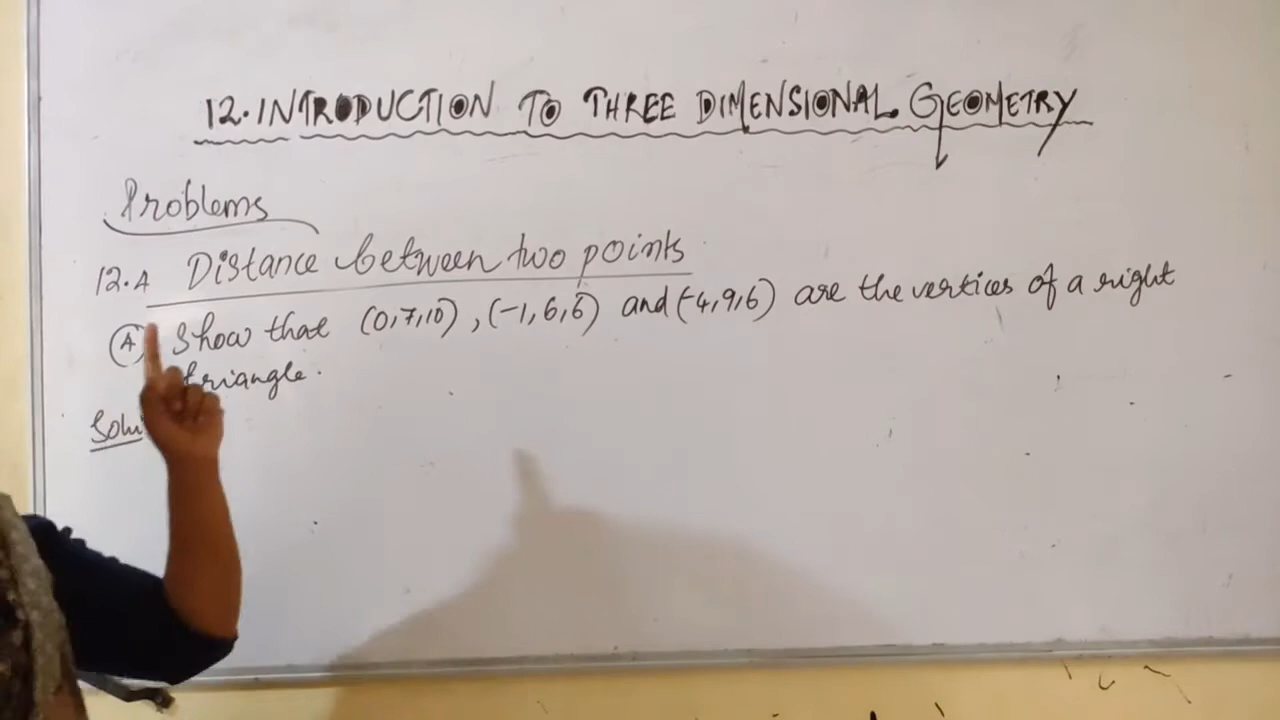 12. INTRODUCTION TO THREE DIMENSIONAL GEOMETRY
Problems
12.A Distance between two points
(A) Show that (0,7,10), (-1,6,6) and (-4,9,6) are the vertices of a right
triangle.
Soln